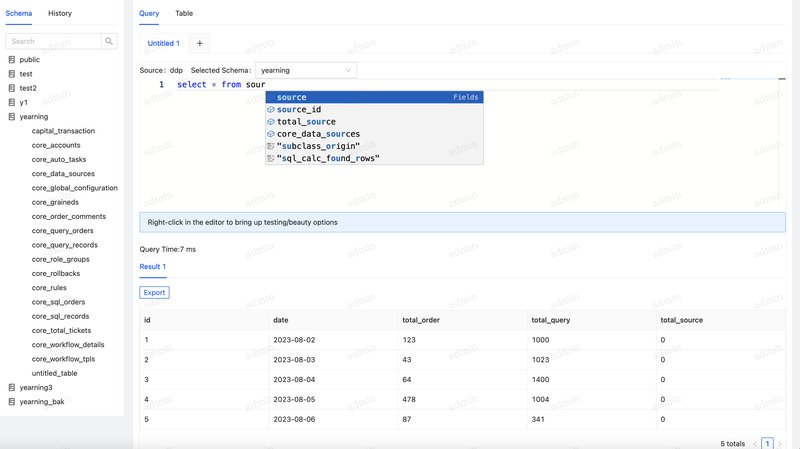 Schema History
Search
public
test
test2
y1
yearning
capital_transaction
core_accounts
core_auto_tasks
core_data_sources
core_global_configuration
core_graineds
core_order_comments
core_query_orders
core_query_records
core_role_groups
core_rollbacks
core_rules
core_sql_orders
core_sql_records
core_total_tickets
core_workflow_details
core_workflow_tpls
untitled_table
yearning3
yearning_bak
Query Table
Untitled 1 +
Source: ddp Selected Schema: yearning
1 select * from sour
source Fields
source_id
total_source
core_data_sources
"subclass_origin"
"sql_calc_found_rows"
Right-click in the editor to bring up testing/beauty options
Query Time:7 ms
Result 1
Export
id date total_order total_query total_source
1 2023-08-02 123 1000 0
2 2023-08-03 43 1023 0
3 2023-08-04 64 1400 0
4 2023-08-05 478 1004 0
5 2023-08-06 87 341 0
5 totals < 1 >
admin